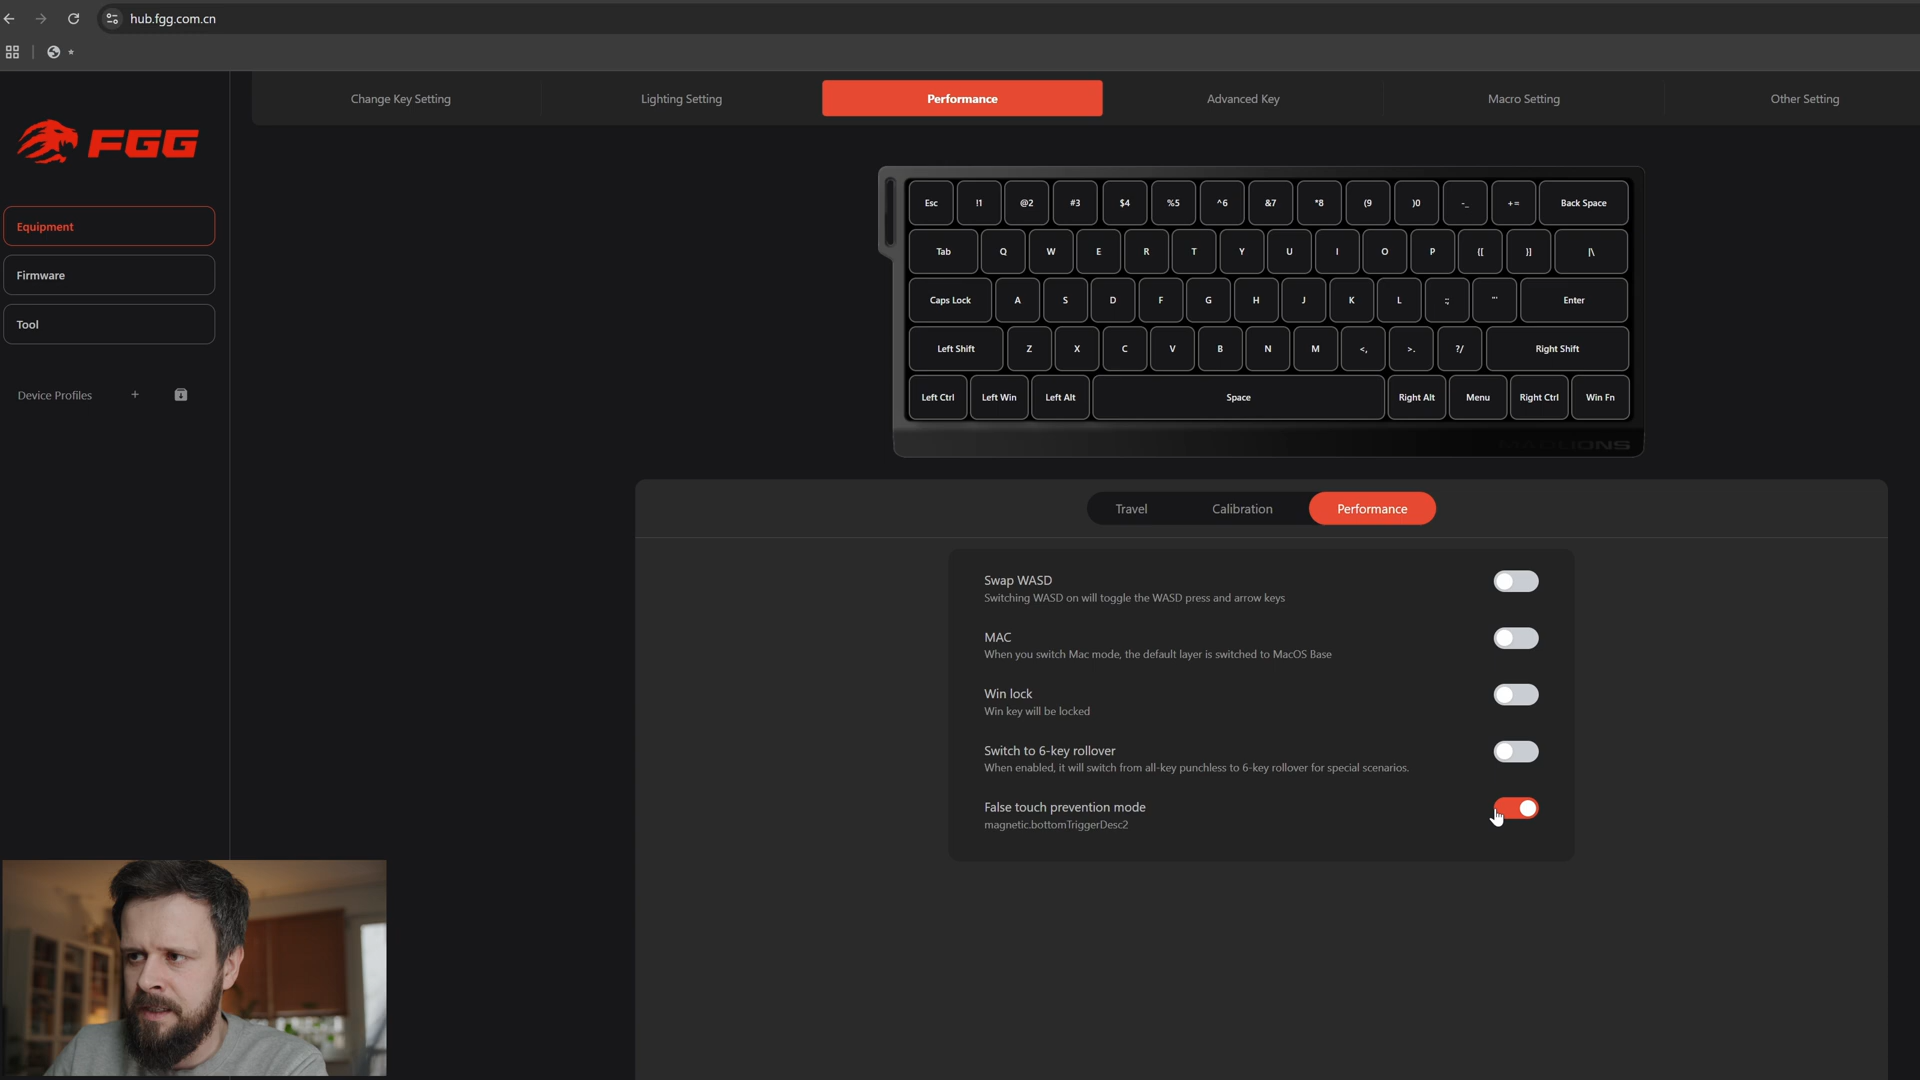 hub.fgg.com.cn
Change Key Setting
Lighting Setting
Performance
Advanced Key
Macro Setting
Other Setting
FGG
Equipment
Firmware
Tool
Device Profiles
Esc !1 @2 #3 $4 %5 ^6 &7 *8 (9 )0 -_ += Back Space
Tab Q W E R T Y U I O P {[ }] |\
Caps Lock A S D F G H J K L :; "' Enter
Left Shift Z X C V B N M <, >. ?/ Right Shift
Left Ctrl Left Win Left Alt Space Right Alt Menu Right Ctrl Win Fn
MADLIONS
Travel
Calibration
Performance
Swap WASD
Switching WASD on will toggle the WASD press and arrow keys
MAC
When you switch Mac mode, the default layer is switched to MacOS Base
Win lock
Win key will be locked
Switch to 6-key rollover
When enabled, it will switch from all-key punchless to 6-key rollover for special scenarios.
False touch prevention mode
magnetic.bottomTriggerDesc2